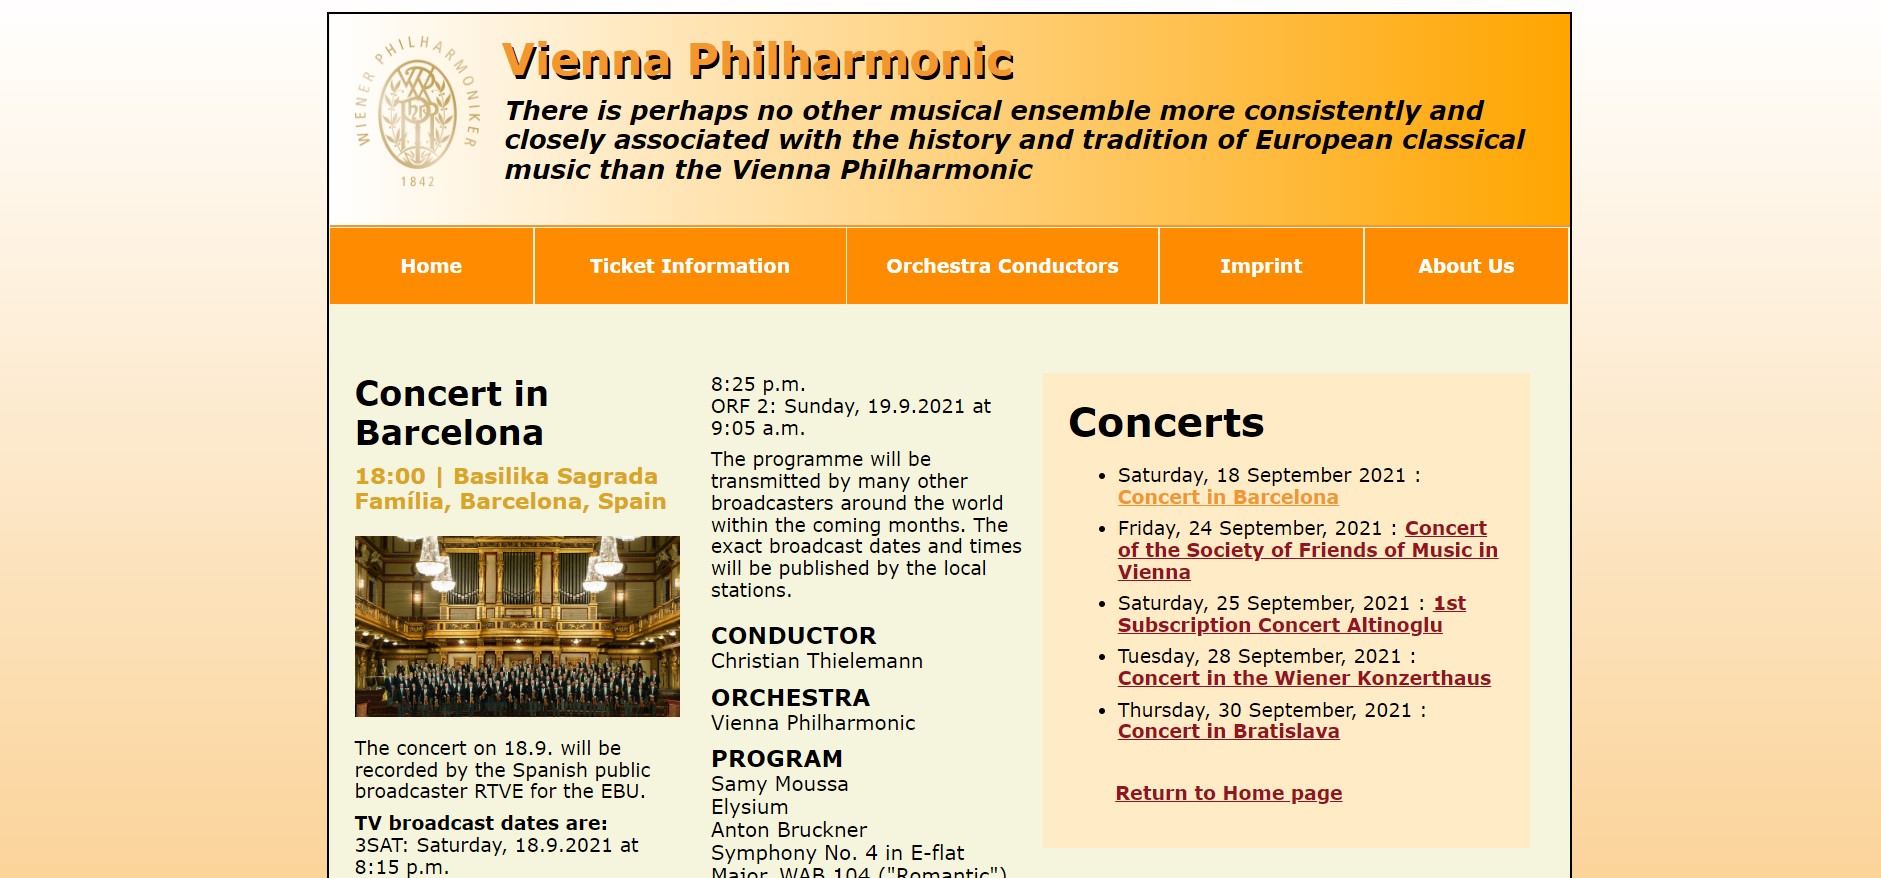 WIENER PHILHARMONIKER
1842
Vienna Philharmonic
There is perhaps no other musical ensemble more consistently and
closely associated with the history and tradition of European classical
music than the Vienna Philharmonic
Home
Ticket Information
Orchestra Conductors
Imprint
About Us
Concert in
Barcelona
18:00 | Basilika Sagrada
Família, Barcelona, Spain
The concert on 18.9. will be
recorded by the Spanish public
broadcaster RTVE for the EBU.
TV broadcast dates are:
3SAT: Saturday, 18.9.2021 at
8:15 p.m.
8:25 p.m.
ORF 2: Sunday, 19.9.2021 at
9:05 a.m.
The programme will be
transmitted by many other
broadcasters around the world
within the coming months. The
exact broadcast dates and times
will be published by the local
stations.
CONDUCTOR
Christian Thielemann
ORCHESTRA
Vienna Philharmonic
PROGRAM
Samy Moussa
Elysium
Anton Bruckner
Symphony No. 4 in E-flat
Major, WAB 104 ("Romantic")
Concerts
• Saturday, 18 September 2021 :
Concert in Barcelona
• Friday, 24 September, 2021 : Concert
of the Society of Friends of Music in
Vienna
• Saturday, 25 September, 2021 : 1st
Subscription Concert Altinoglu
• Tuesday, 28 September, 2021 :
Concert in the Wiener Konzerthaus
• Thursday, 30 September, 2021 :
Concert in Bratislava
Return to Home page